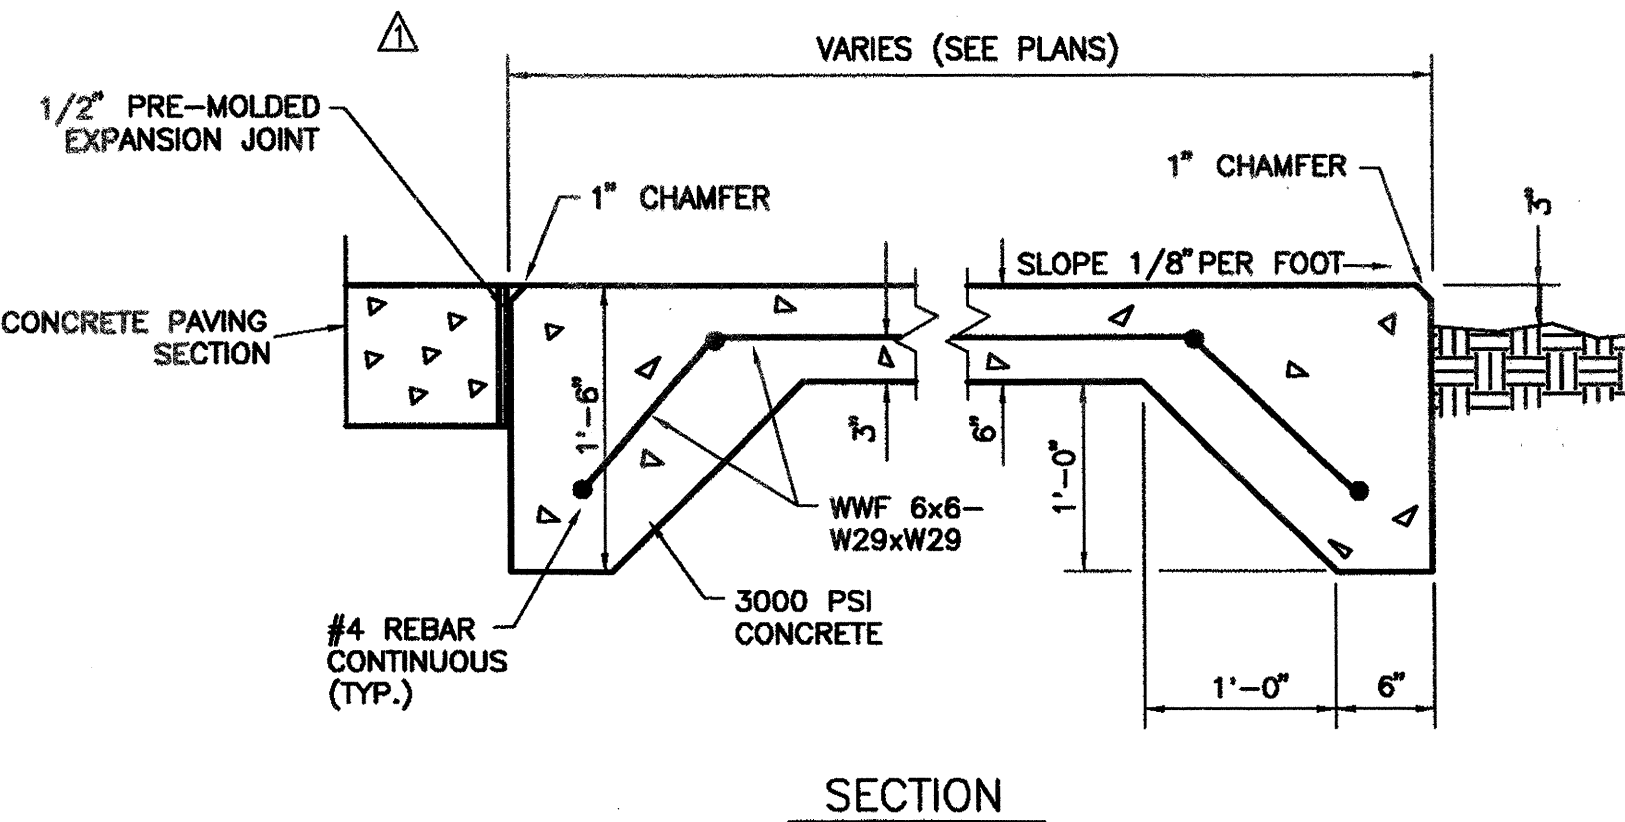 1
VARIES (SEE PLANS)
1/2" PRE-MOLDED
EXPANSION JOINT
1" CHAMFER
1" CHAMFER
3"
SLOPE 1/8" PER FOOT
CONCRETE PAVING
SECTION
1'-6"
3"
6"
1'-0"
WWF 6x6-
W29xW29
3000 PSI
CONCRETE
#4 REBAR
CONTINUOUS
(TYP.)
1'-0"
6"
SECTION